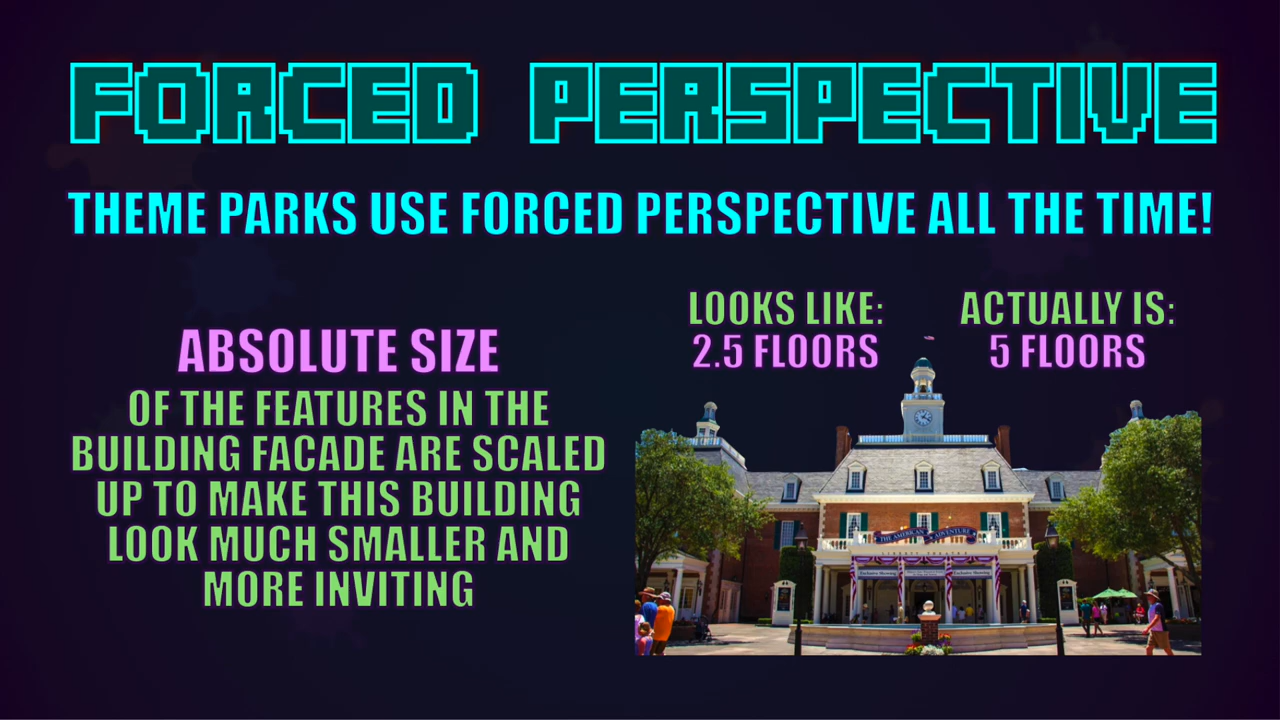 FORCED PERSPECTIVE
THEME PARKS USE FORCED PERSPECTIVE ALL THE TIME!
ABSOLUTE SIZE
OF THE FEATURES IN THE
BUILDING FACADE ARE SCALED
UP TO MAKE THIS BUILDING
LOOK MUCH SMALLER AND
MORE INVITING
LOOKS LIKE:
2.5 FLOORS
ACTUALLY IS:
5 FLOORS
THE AMERICAN ADVENTURE